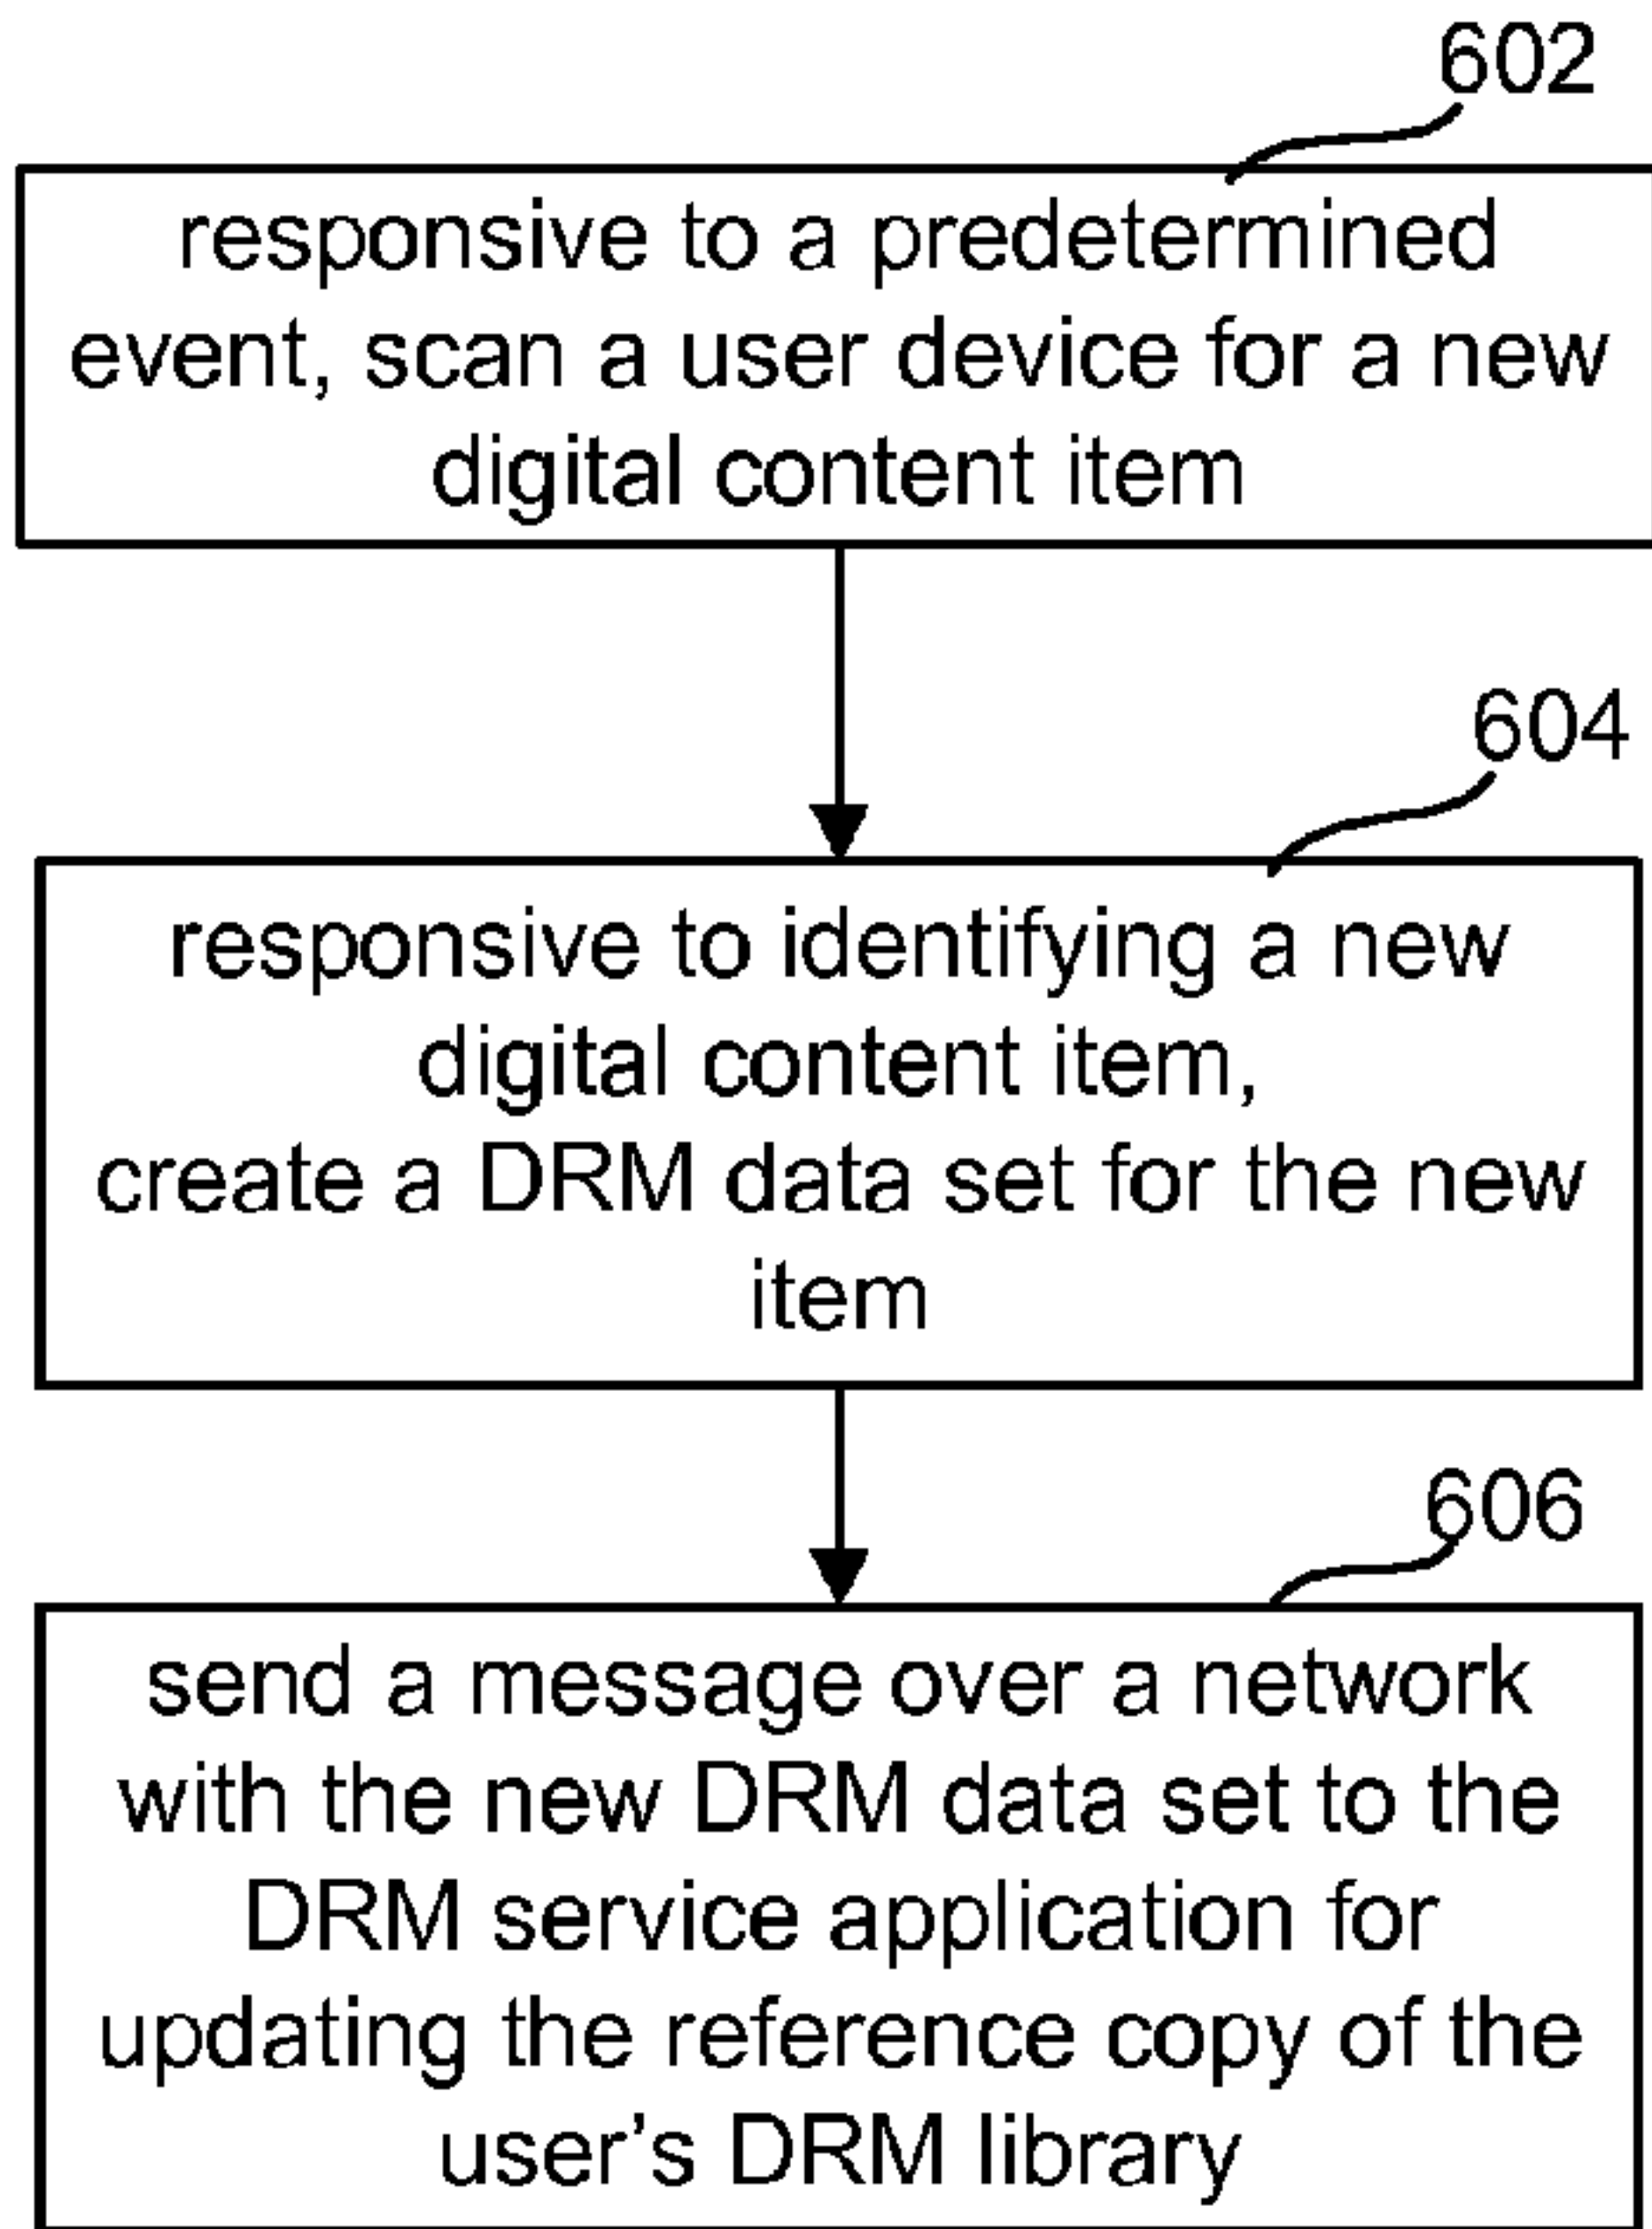 602
responsive to a predetermined
event, scan a user device for a new
digital content item
604
responsive to identifying a new
digital content item,
create a DRM data set for the new
item
606
send a message over a network
with the new DRM data set to the
DRM service application for
updating the reference copy of the
user's DRM library